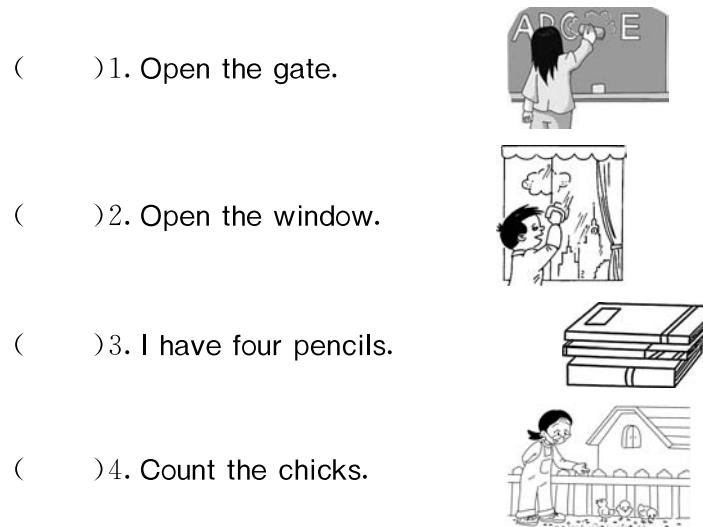 A B C E
(    )1. Open the gate.
(    )2. Open the window.
(    )3. I have four pencils.
(    )4. Count the chicks.